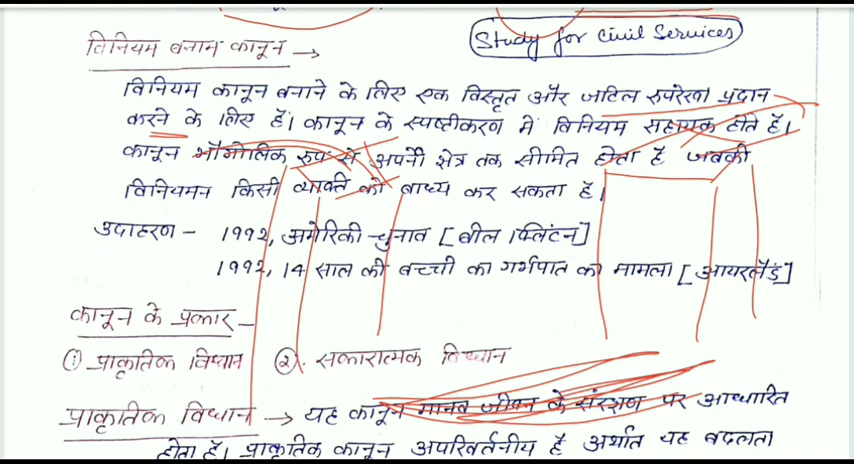 Study for Civil Services
विनियम बनाम कानून →
विनियम कानून बनाने के लिए एक विस्तृत और जटिल रुपरेखा प्रदान
करने के लिए हैं। कानून के स्पष्टीकरण में विनियम सहायक होते हैं।
कानून भौगोलिक रुप से अपनी क्षेत्र तक सीमित होता है जबकी
विनियमन किसी व्यक्ति को बाध्य कर सकता है।
उदाहरण - 1992, अमेरिकी चुनाव [बील क्लिंटन]
1992, 14 साल की बच्ची का गर्भपात का मामला [आयरलैंड]
कानून के प्रकार -
① प्राकृतिक विधान ②. सकारात्मक विधान
प्राकृतिक विधान → यह कानून मानव जीवन के संरक्षण पर आधारित
होता है। प्राकृतिक कानून अपरिवर्तनीय है अर्थात यह बदलता